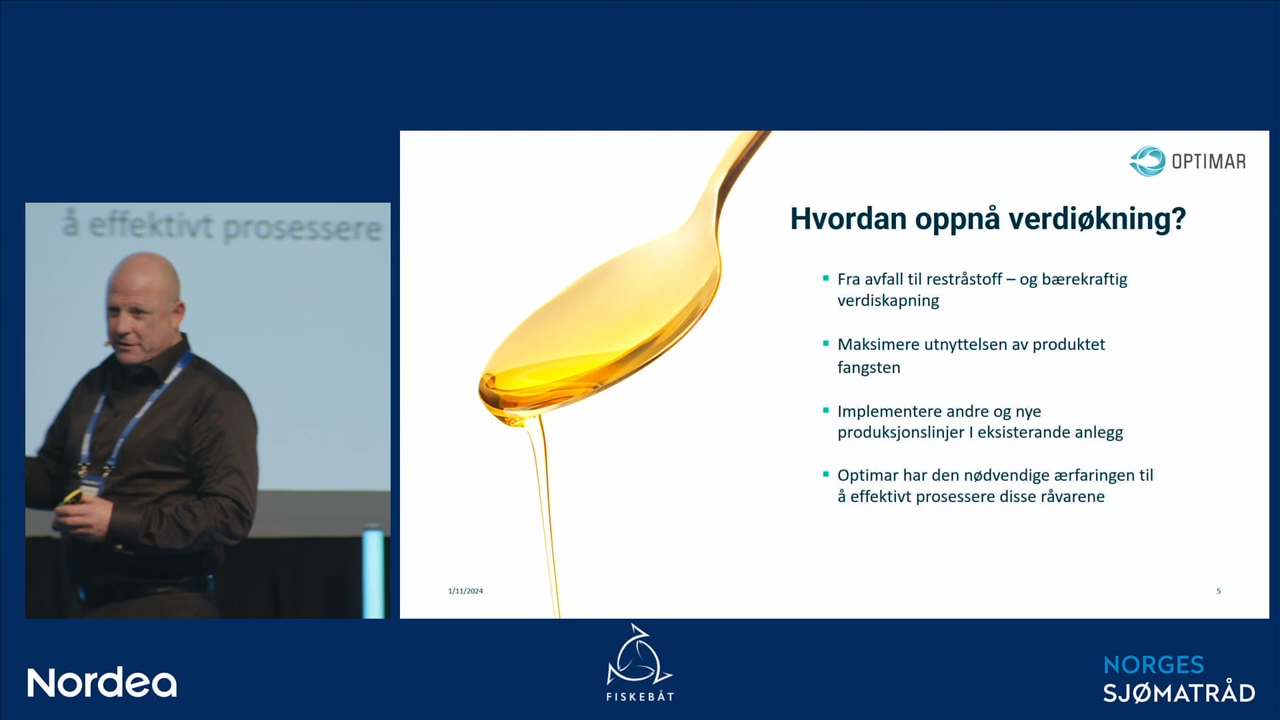 å effektivt prosessere
OPTIMAR
Hvordan oppnå verdiøkning?
Fra avfall til restråstoff – og bærekraftig
verdiskapning
Maksimere utnyttelsen av produktet
fangsten
Implementere andre og nye
produksjonslinjer I eksisterande anlegg
Optimar har den nødvendige ærfaringen til
å effektivt prosessere disse råvarene
1/11/2024
5
Nordea
FISKEBÅT
NORGES
SJØMATRÅD